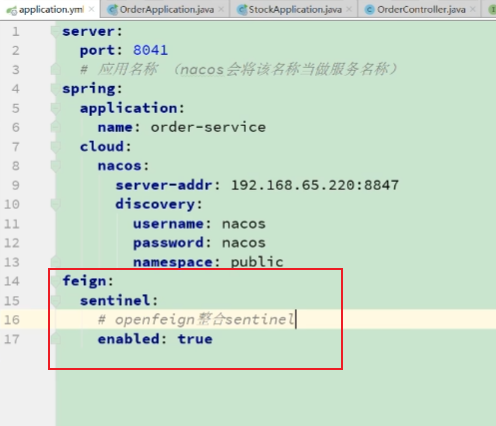 application.yml OrderApplication.java StockApplication.java OrderController.java
1 server:
2 port: 8041
3 # 应用名称 （nacos会将该名称当做服务名称）
4 spring:
5 application:
6 name: order-service
7 cloud:
8 nacos:
9 server-addr: 192.168.65.220:8847
10 discovery:
11 username: nacos
12 password: nacos
13 namespace: public
14 feign:
15 sentinel:
16 # openfeign整合sentinel
17 enabled: true